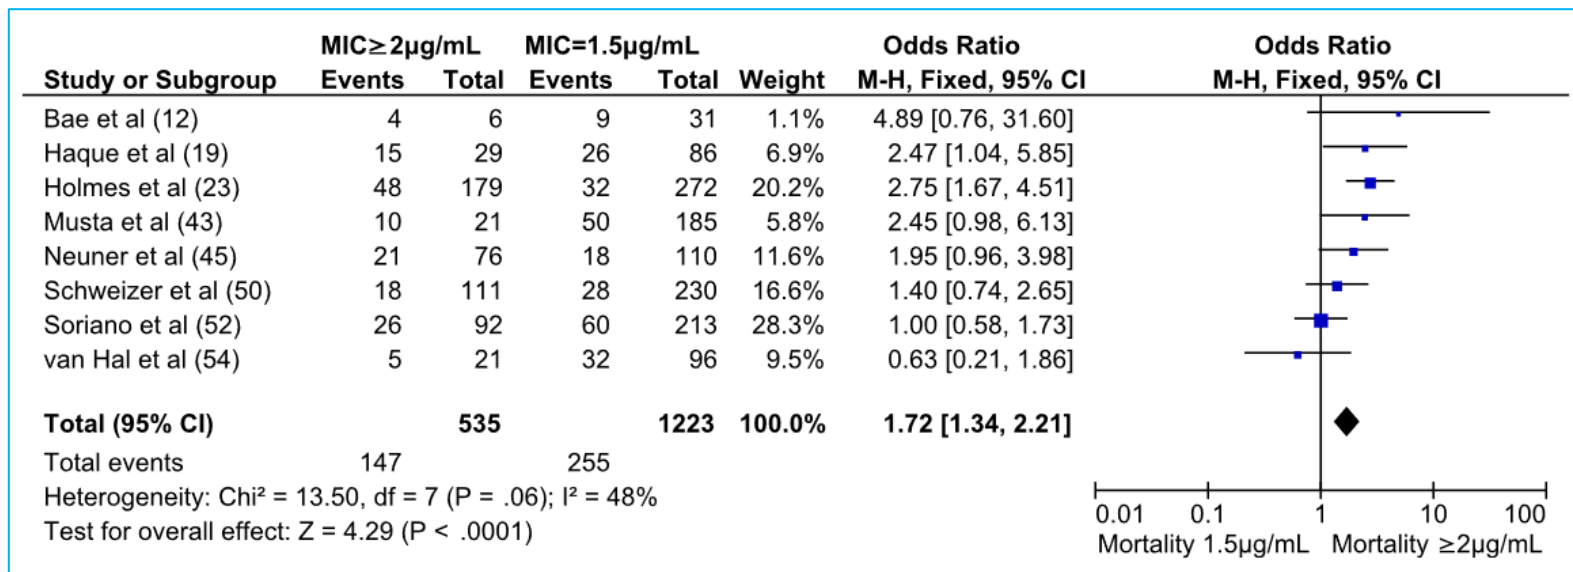 MIC≥2µg/mL MIC=1.5µg/mL Odds Ratio Odds Ratio
Study or Subgroup Events Total Events Total Weight M-H, Fixed, 95% CI M-H, Fixed, 95% CI
Bae et al (12) 4 6 9 31 1.1% 4.89 [0.76, 31.60]
Haque et al (19) 15 29 26 86 6.9% 2.47 [1.04, 5.85]
Holmes et al (23) 48 179 32 272 20.2% 2.75 [1.67, 4.51]
Musta et al (43) 10 21 50 185 5.8% 2.45 [0.98, 6.13]
Neuner et al (45) 21 76 18 110 11.6% 1.95 [0.96, 3.98]
Schweizer et al (50) 18 111 28 230 16.6% 1.40 [0.74, 2.65]
Soriano et al (52) 26 92 60 213 28.3% 1.00 [0.58, 1.73]
van Hal et al (54) 5 21 32 96 9.5% 0.63 [0.21, 1.86]
Total (95% CI) 535 1223 100.0% 1.72 [1.34, 2.21]
Total events 147 255
Heterogeneity: Chi² = 13.50, df = 7 (P = .06); I² = 48%
Test for overall effect: Z = 4.29 (P < .0001)
0.01 0.1 1 10 100
Mortality 1.5µg/mL Mortality ≥2µg/mL